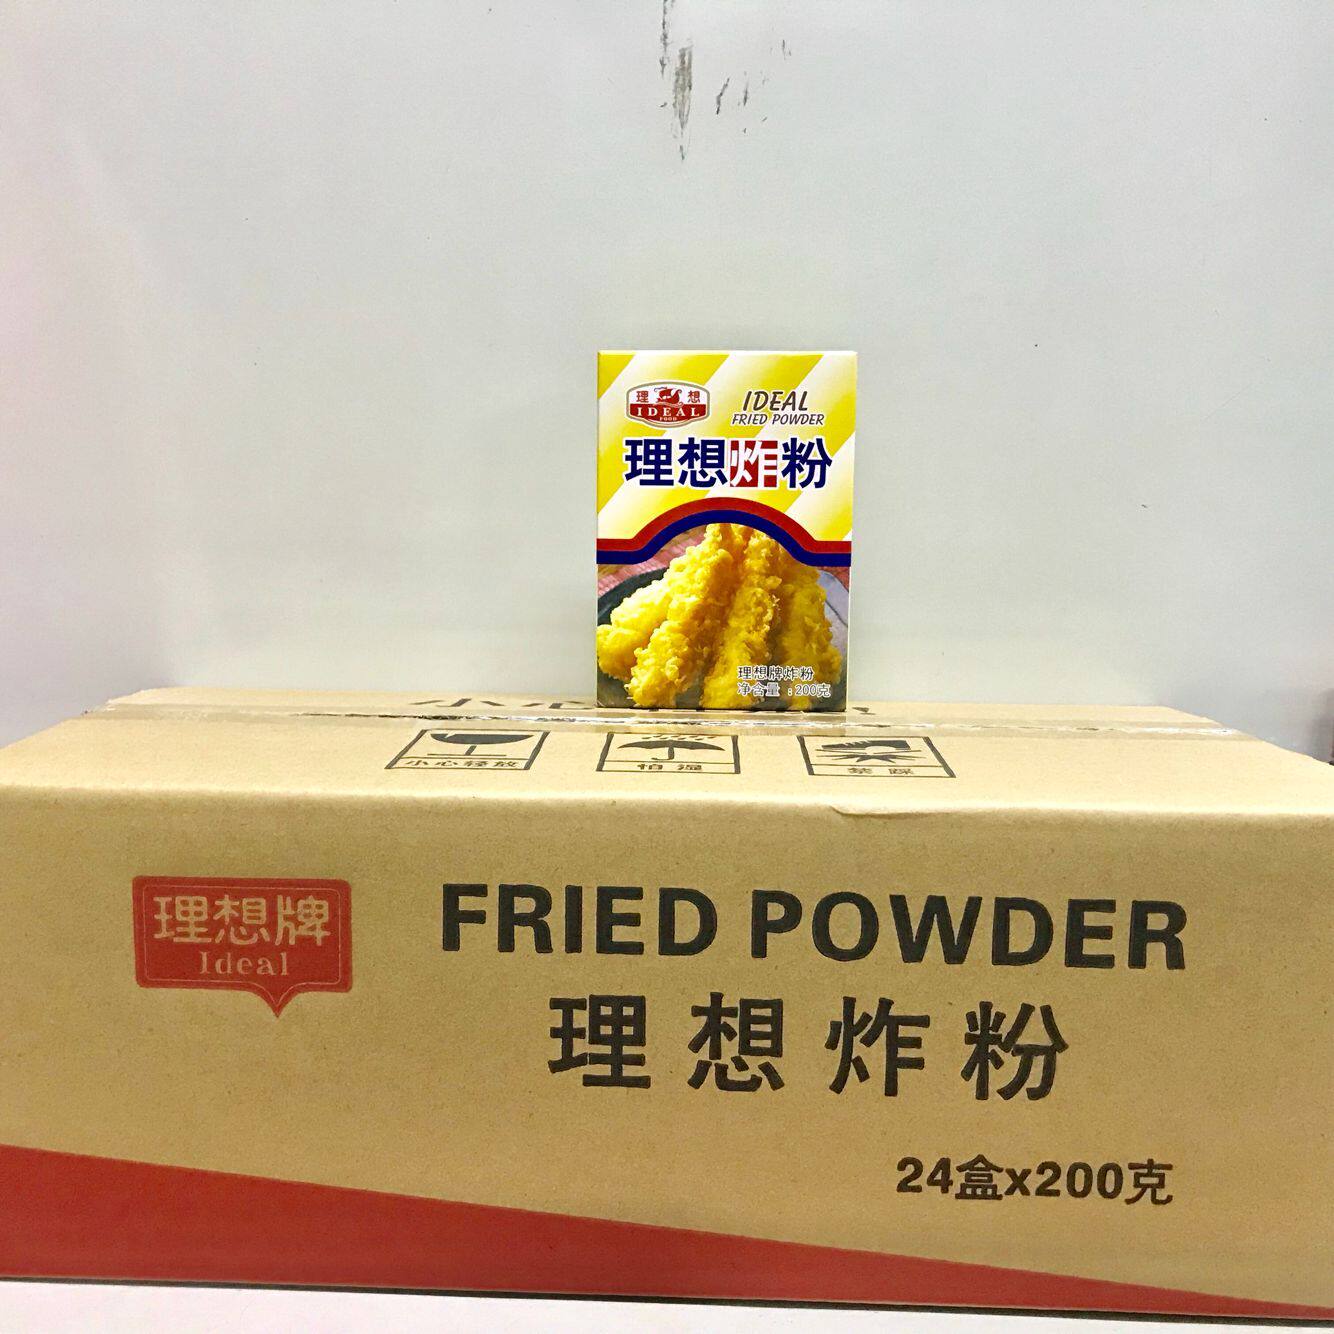 理想
IDEAL
FOOD
IDEAL
FRIED POWDER
理想炸粉
理想牌炸粉
净含量：200克
小心轻放
怕湿
禁踩
理想牌
Ideal
FRIED POWDER
理想炸粉
24盒x200克